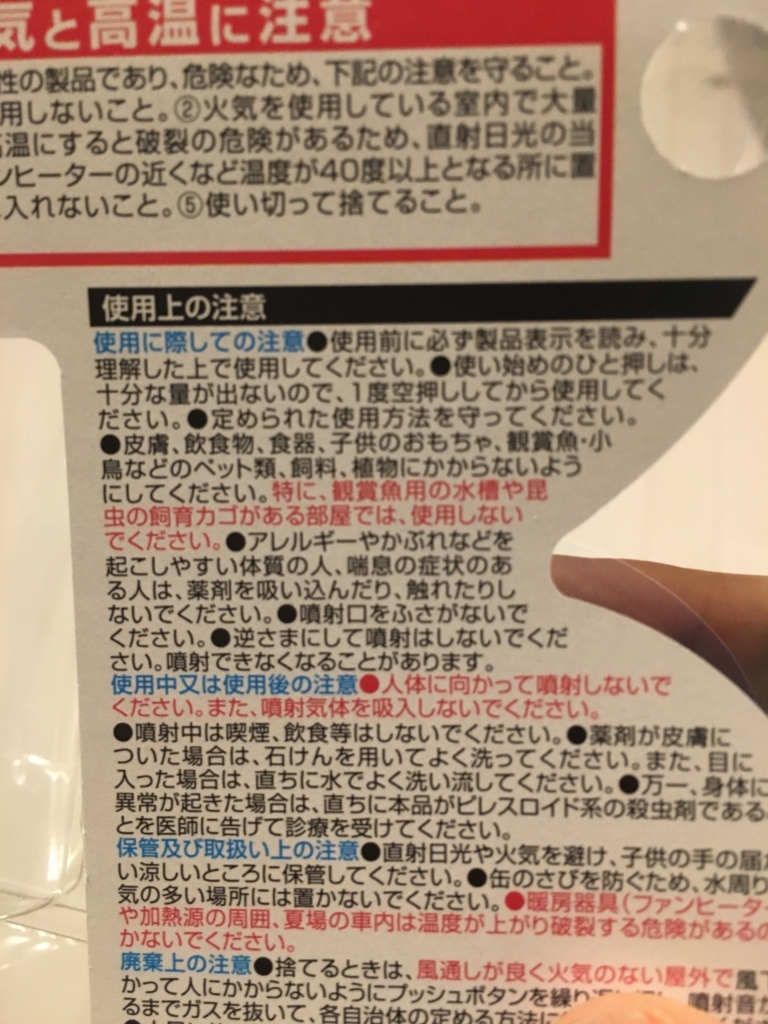 気と高温に注意
性の製品であり、危険なため、下記の注意を守ること。
用しないこと。②火気を使用している室内で大量
温にすると破裂の危険があるため、直射日光の当
ンヒーターの近くなど温度が40度以上となる所に置
入れないこと。⑤使い切って捨てること。
使用上の注意
使用に際しての注意●使用前に必ず製品表示を読み、十分
理解した上で使用してください。●使い始めのひと押しは、
十分な量が出ないので、1度空押ししてから使用してく
ださい。●定められた使用方法を守ってください。
●皮膚、飲食物、食器、子供のおもちゃ、観賞魚・小
鳥などのペット類、飼料、植物にかからないよう
にしてください。特に、観賞魚用の水槽や昆
虫の飼育カゴがある部屋では、使用しない
でください。●アレルギーやかぶれなどを
起こしやすい体質の人、喘息の症状のあ
る人は、薬剤を吸い込んだり、触れたりし
ないでください。●噴射口をふさがないで
ください。●逆さまにして噴射はしないでくだ
さい。噴射できなくなることがあります。
使用中又は使用後の注意●人体に向かって噴射しないで
ください。また、噴射気体を吸入しないでください。
●噴射中は喫煙、飲食等はしないでください。●薬剤が皮膚に
ついた場合は、石けんを用いてよく洗ってください。また、目に
入った場合は、直ちに水でよく洗い流してください。●万一、身体に
異常が起きた場合は、直ちに本品がピレスロイド系の殺虫剤である
とを医師に告げて診療を受けてください。
保管及び取扱い上の注意●直射日光や火気を避け、子供の手の届か
い涼しいところに保管してください。●缶のさびを防ぐため、水周り
気の多い場所には置かないでください。●暖房器具(ファンヒーター
や加熱源の周囲、夏場の車内は温度が上がり破裂する危険があるの
かないでください。
廃棄上の注意●捨てるときは、風通しが良く火気のない屋外で風下
かって人にかからないようにプッシュボタンを繰り返し 噴射音が
るまでガスを抜いて、各自治体の定める方法に